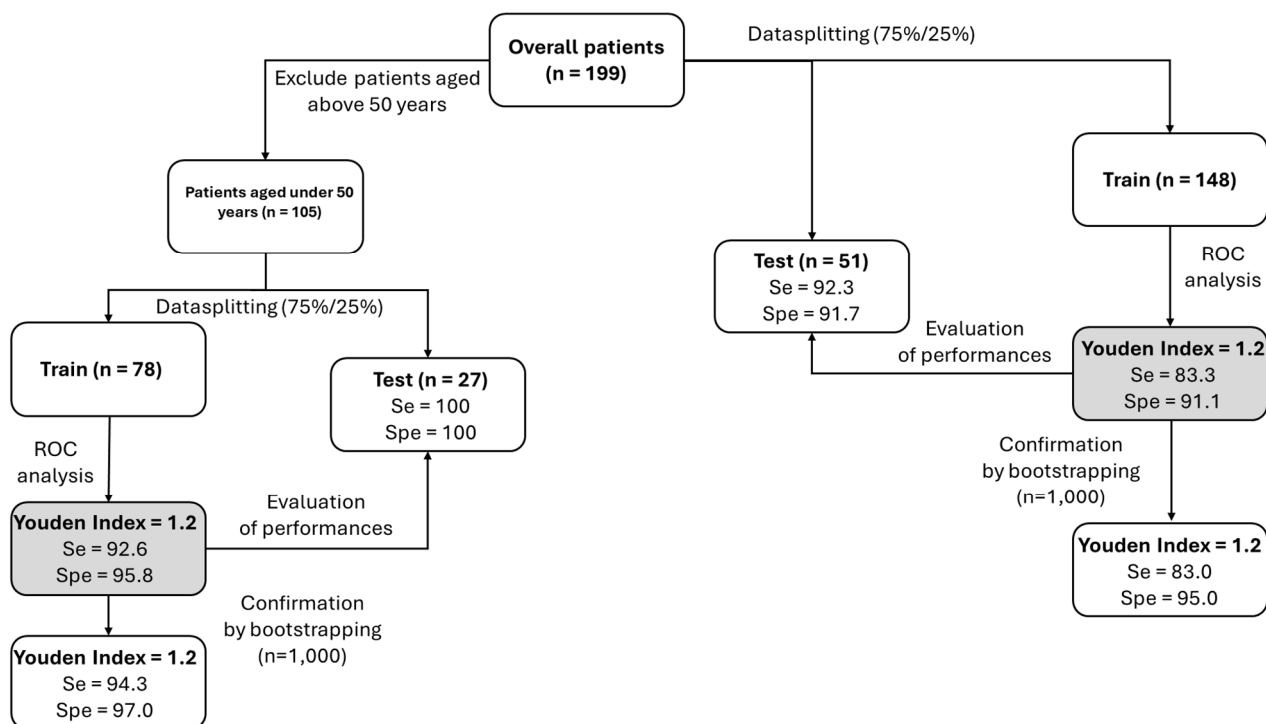 Overall patients
(n = 199)
Datasplitting (75%/25%)
Exclude patients aged
above 50 years
Patients aged under 50
years (n = 105)
Train (n = 148)
Test (n = 51)
Se = 92.3
Spe = 91.7
ROC
analysis
Datasplitting (75%/25%)
Evaluation
of performances
Train (n = 78)
Test (n = 27)
Se = 100
Spe = 100
Youden Index = 1.2
Se = 83.3
Spe = 91.1
ROC
analysis
Confirmation
by bootstrapping
(n=1,000)
Evaluation
of performances
Youden Index = 1.2
Se = 92.6
Spe = 95.8
Youden Index = 1.2
Se = 83.0
Spe = 95.0
Confirmation
by bootstrapping
(n=1,000)
Youden Index = 1.2
Se = 94.3
Spe = 97.0